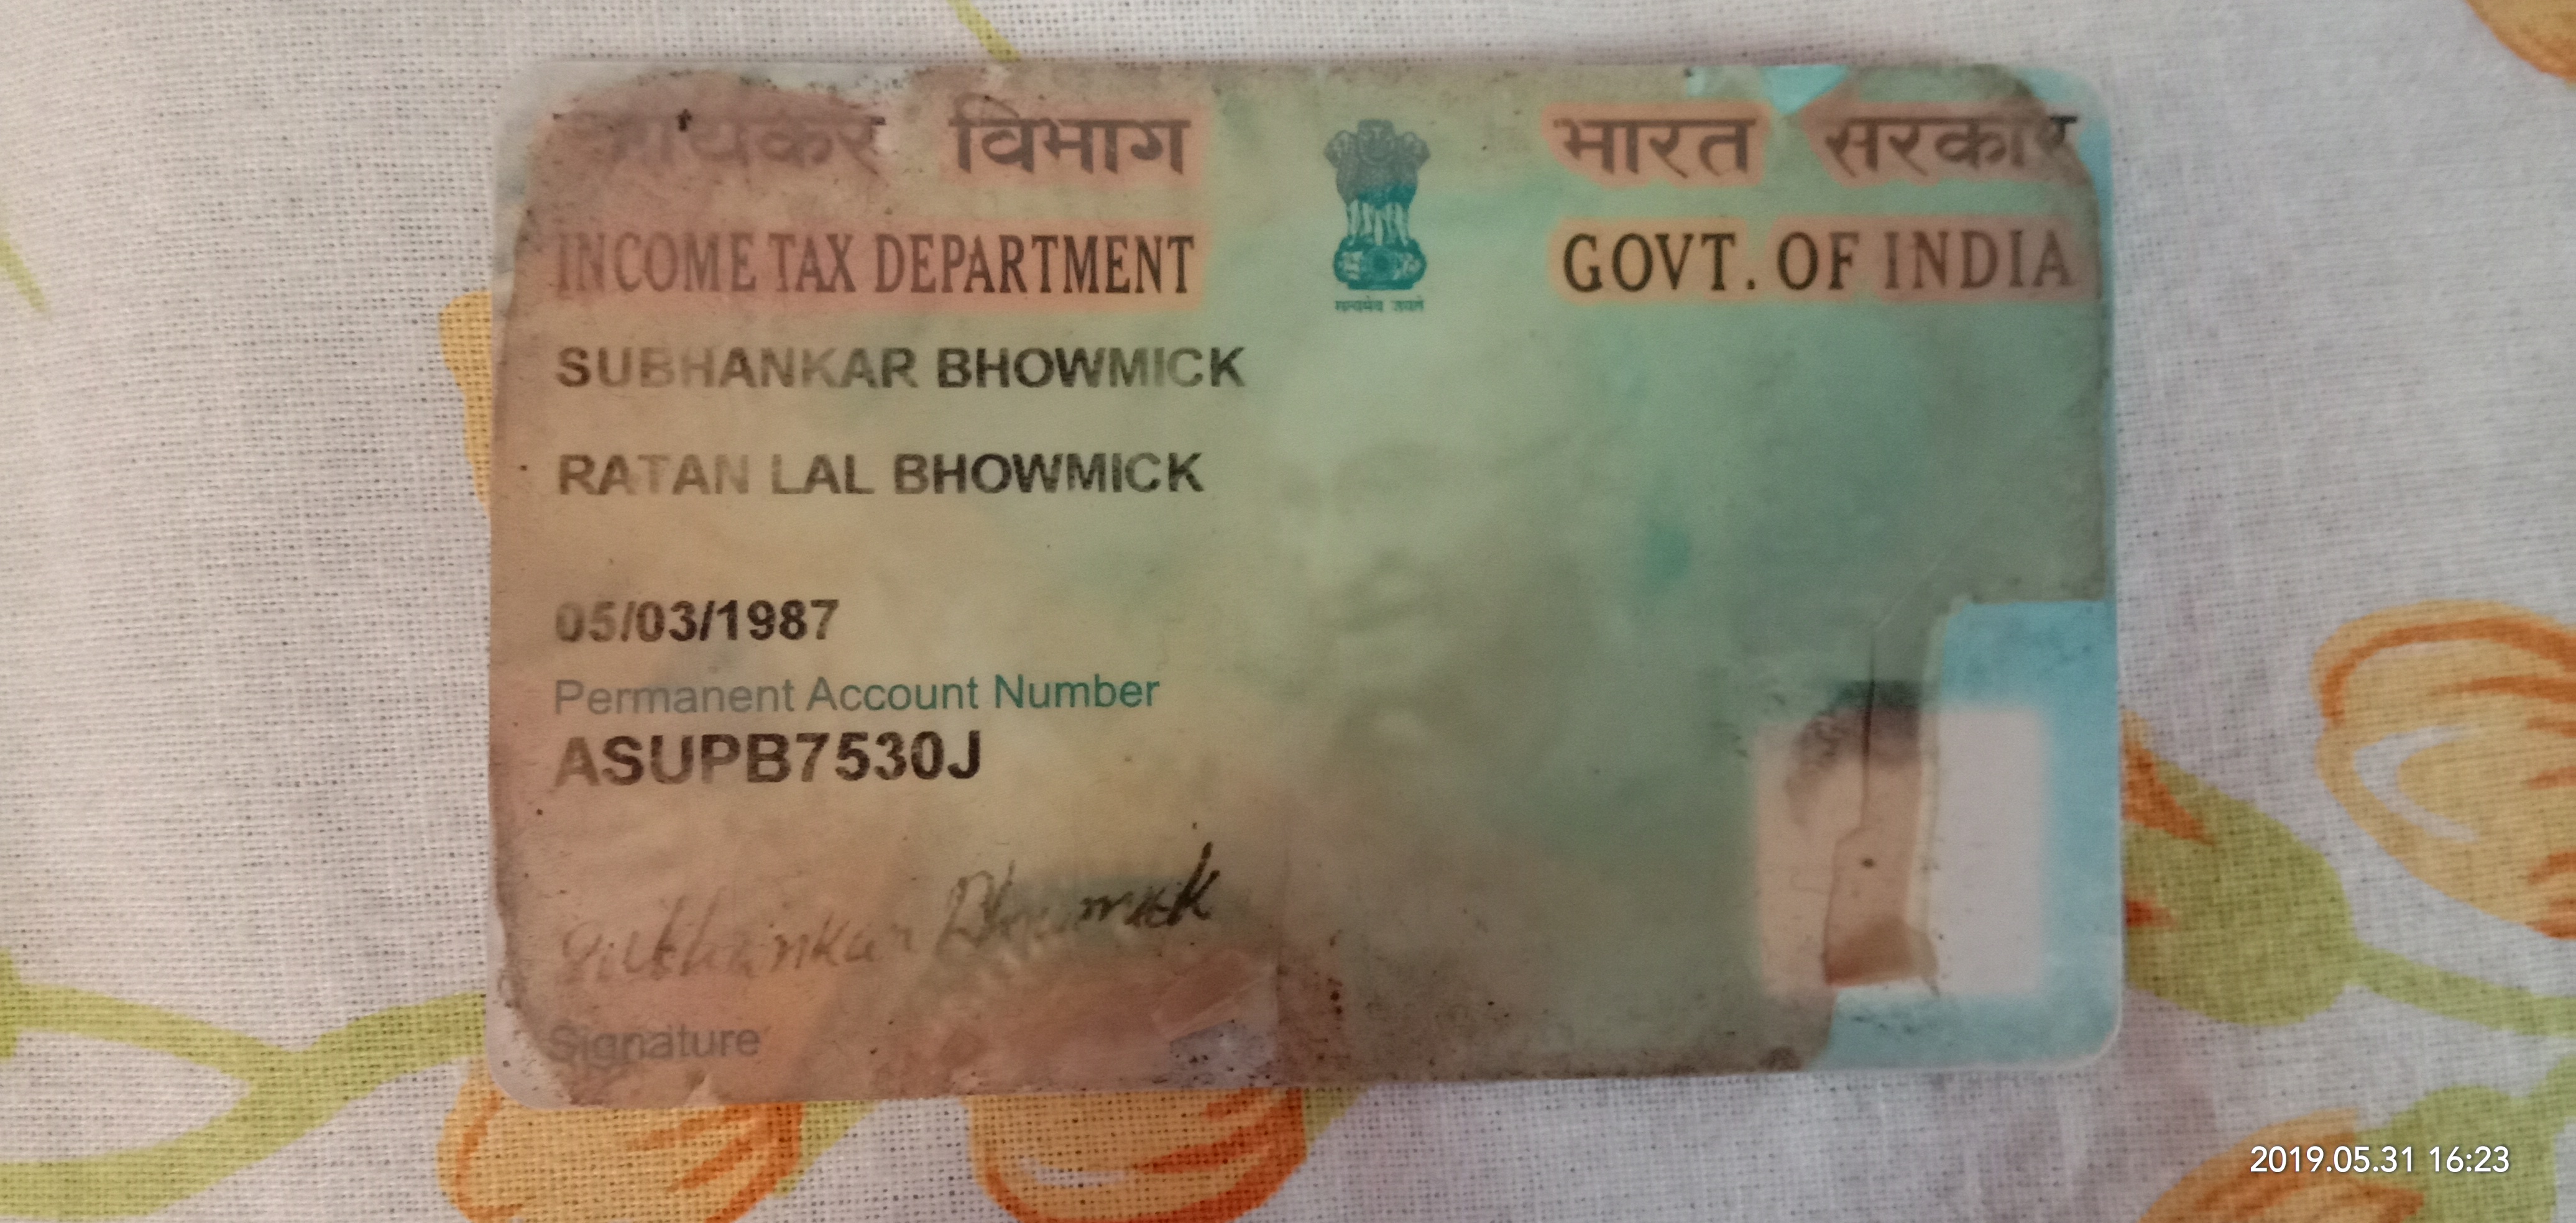 आयकर विभाग भारत सरकार
INCOME TAX DEPARTMENT GOVT. OF INDIA
सत्यमेव जयते
SUBHANKAR BHOWMICK
RATAN LAL BHOWMICK
05/03/1987
Permanent Account Number
ASUPB7530J
Subhankar Bhowmick
Signature
2019.05.31 16:23